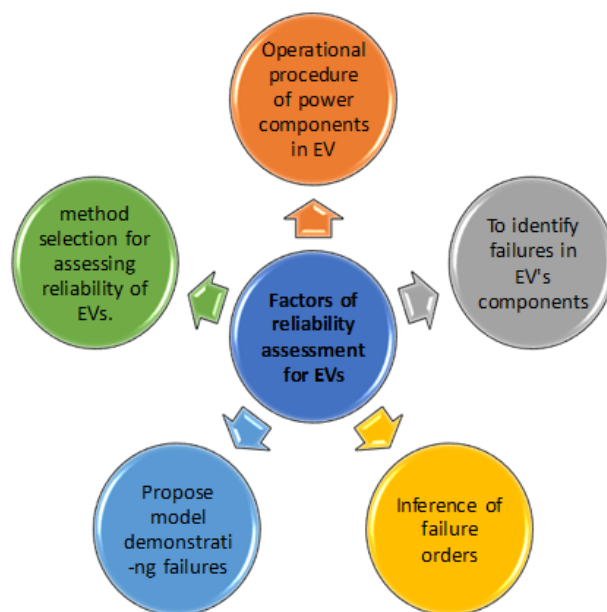 Operational
procedure
of power
components
in EV
method
selection for
assessing
reliability of
EVs.
To identify
failures in
EV's
components
Factors of
reliability
assessment
for EVs
Propose
model
demonstrati
-ng failures
Inference of
failure
orders